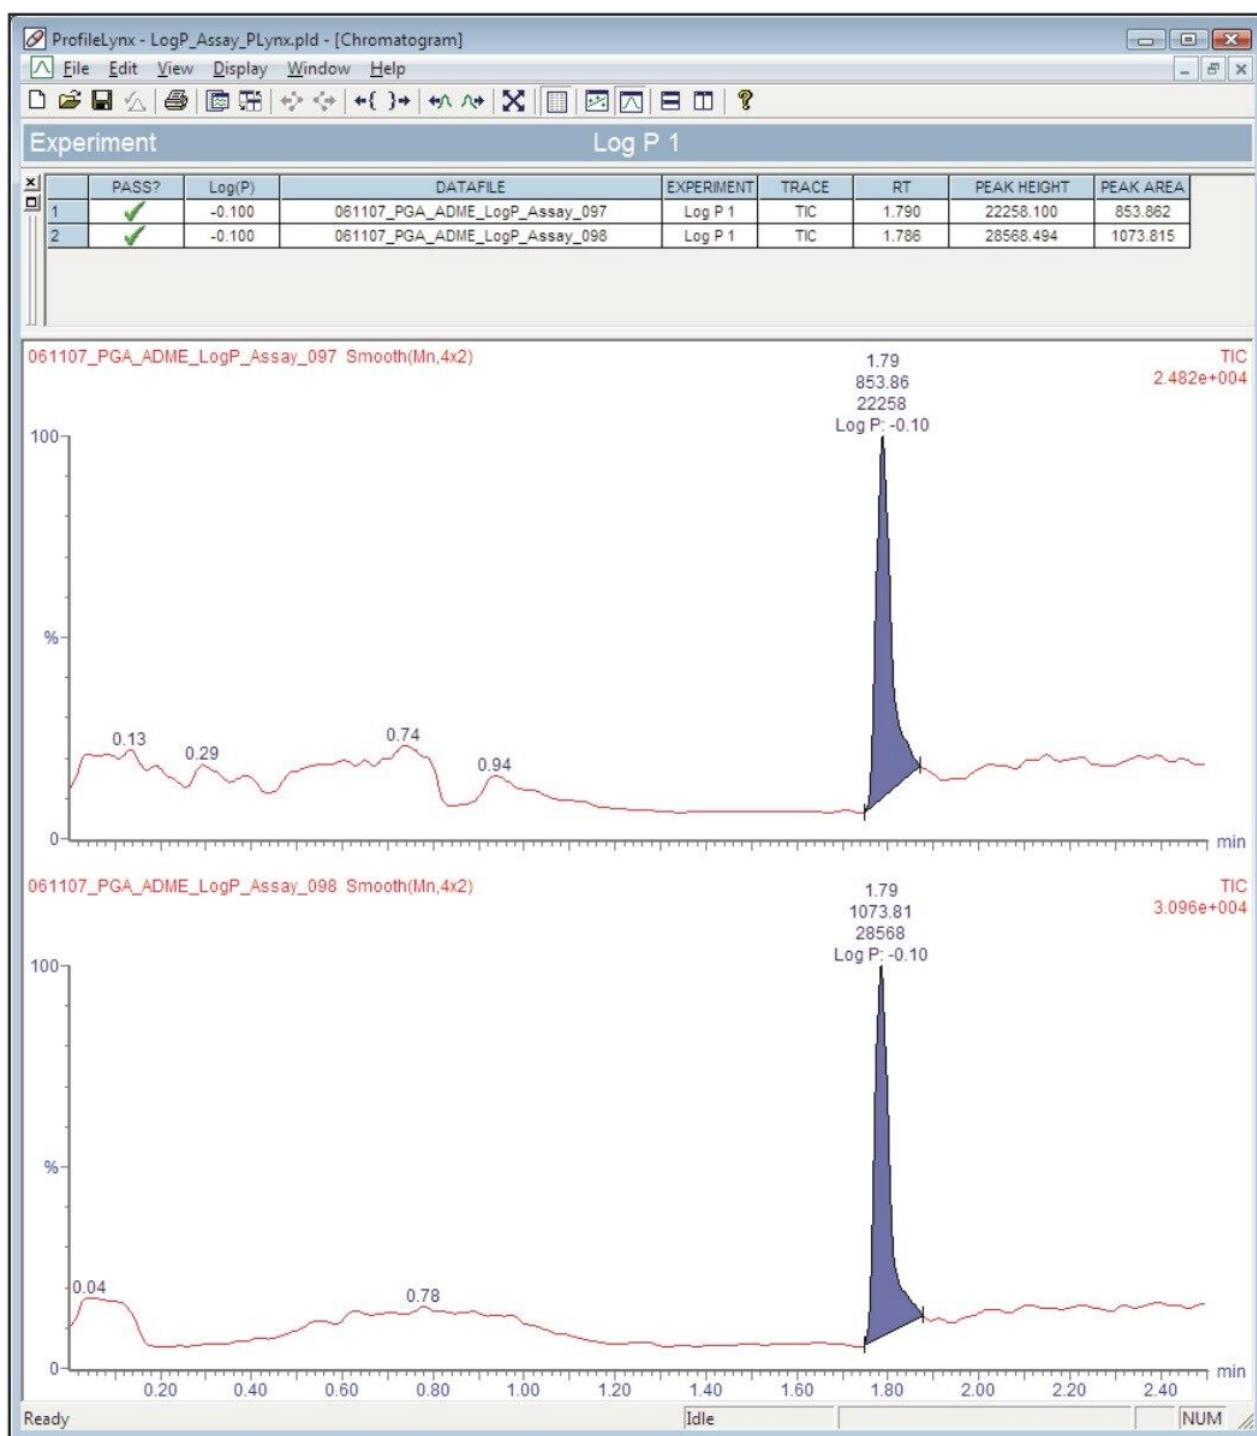 ProfileLynx - LogP_Assay_PLynx.pld - [Chromatogram]
File Edit View Display Window Help
Experiment Log P 1
PASS? Log(P) DATAFILE EXPERIMENT TRACE RT PEAK HEIGHT PEAK AREA
1 -0.100 061107_PGA_ADME_LogP_Assay_097 Log P 1 TIC 1.790 22258.100 853.862
2 -0.100 061107_PGA_ADME_LogP_Assay_098 Log P 1 TIC 1.786 28568.494 1073.815
061107_PGA_ADME_LogP_Assay_097 Smooth(Mn,4x2)
TIC
2.482e+004
1.79
853.86
22258
Log P: -0.10
100
%
0
0.13
0.29
0.74
0.94
min
061107_PGA_ADME_LogP_Assay_098 Smooth(Mn,4x2)
TIC
3.096e+004
1.79
1073.81
28568
Log P: -0.10
100
%
0
0.04
0.78
min
0.20 0.40 0.60 0.80 1.00 1.20 1.40 1.60 1.80 2.00 2.20 2.40
Ready Idle NUM